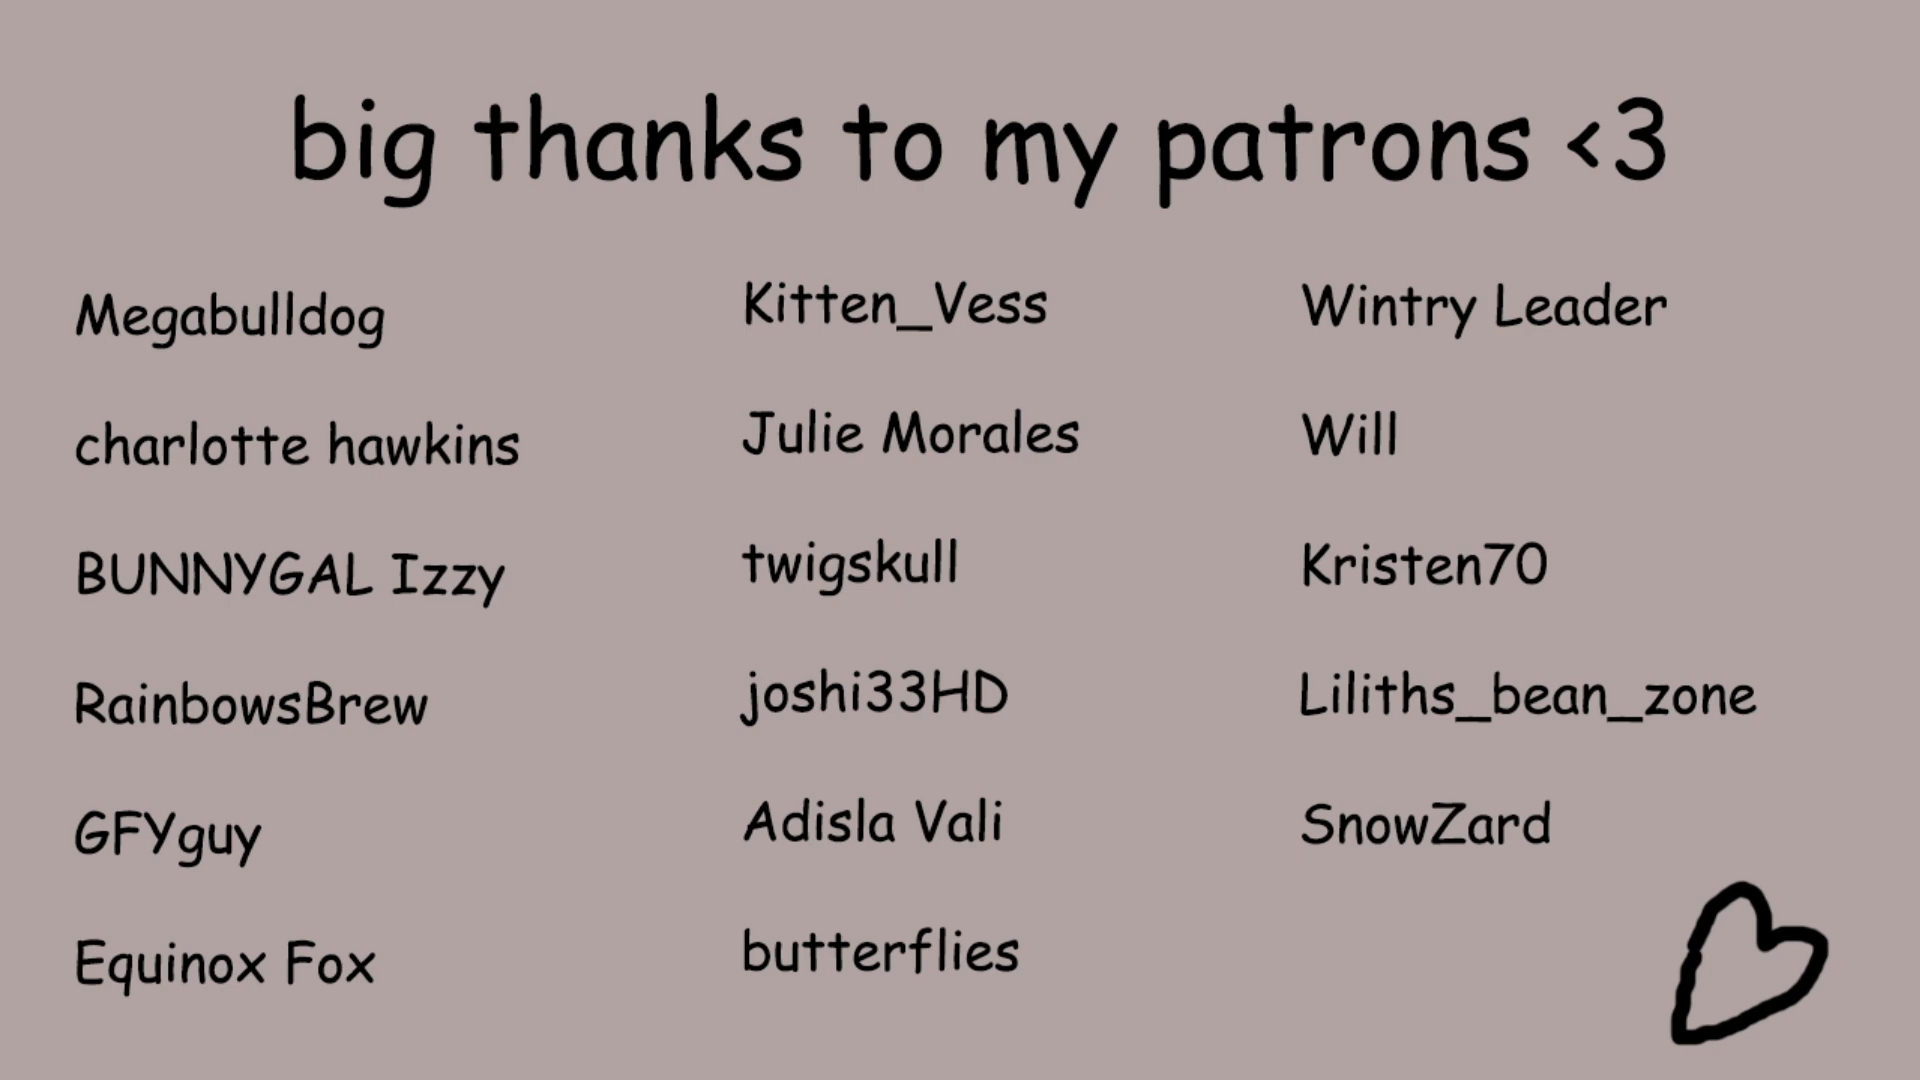 big thanks to my patrons <3
Megabulldog
charlotte hawkins
BUNNYGAL Izzy
RainbowsBrew
GFYguy
Equinox Fox
Kitten_Vess
Julie Morales
twigskull
joshi33HD
Adisla Vali
butterflies
Wintry Leader
Will
Kristen70
Liliths_bean_zone
SnowZard